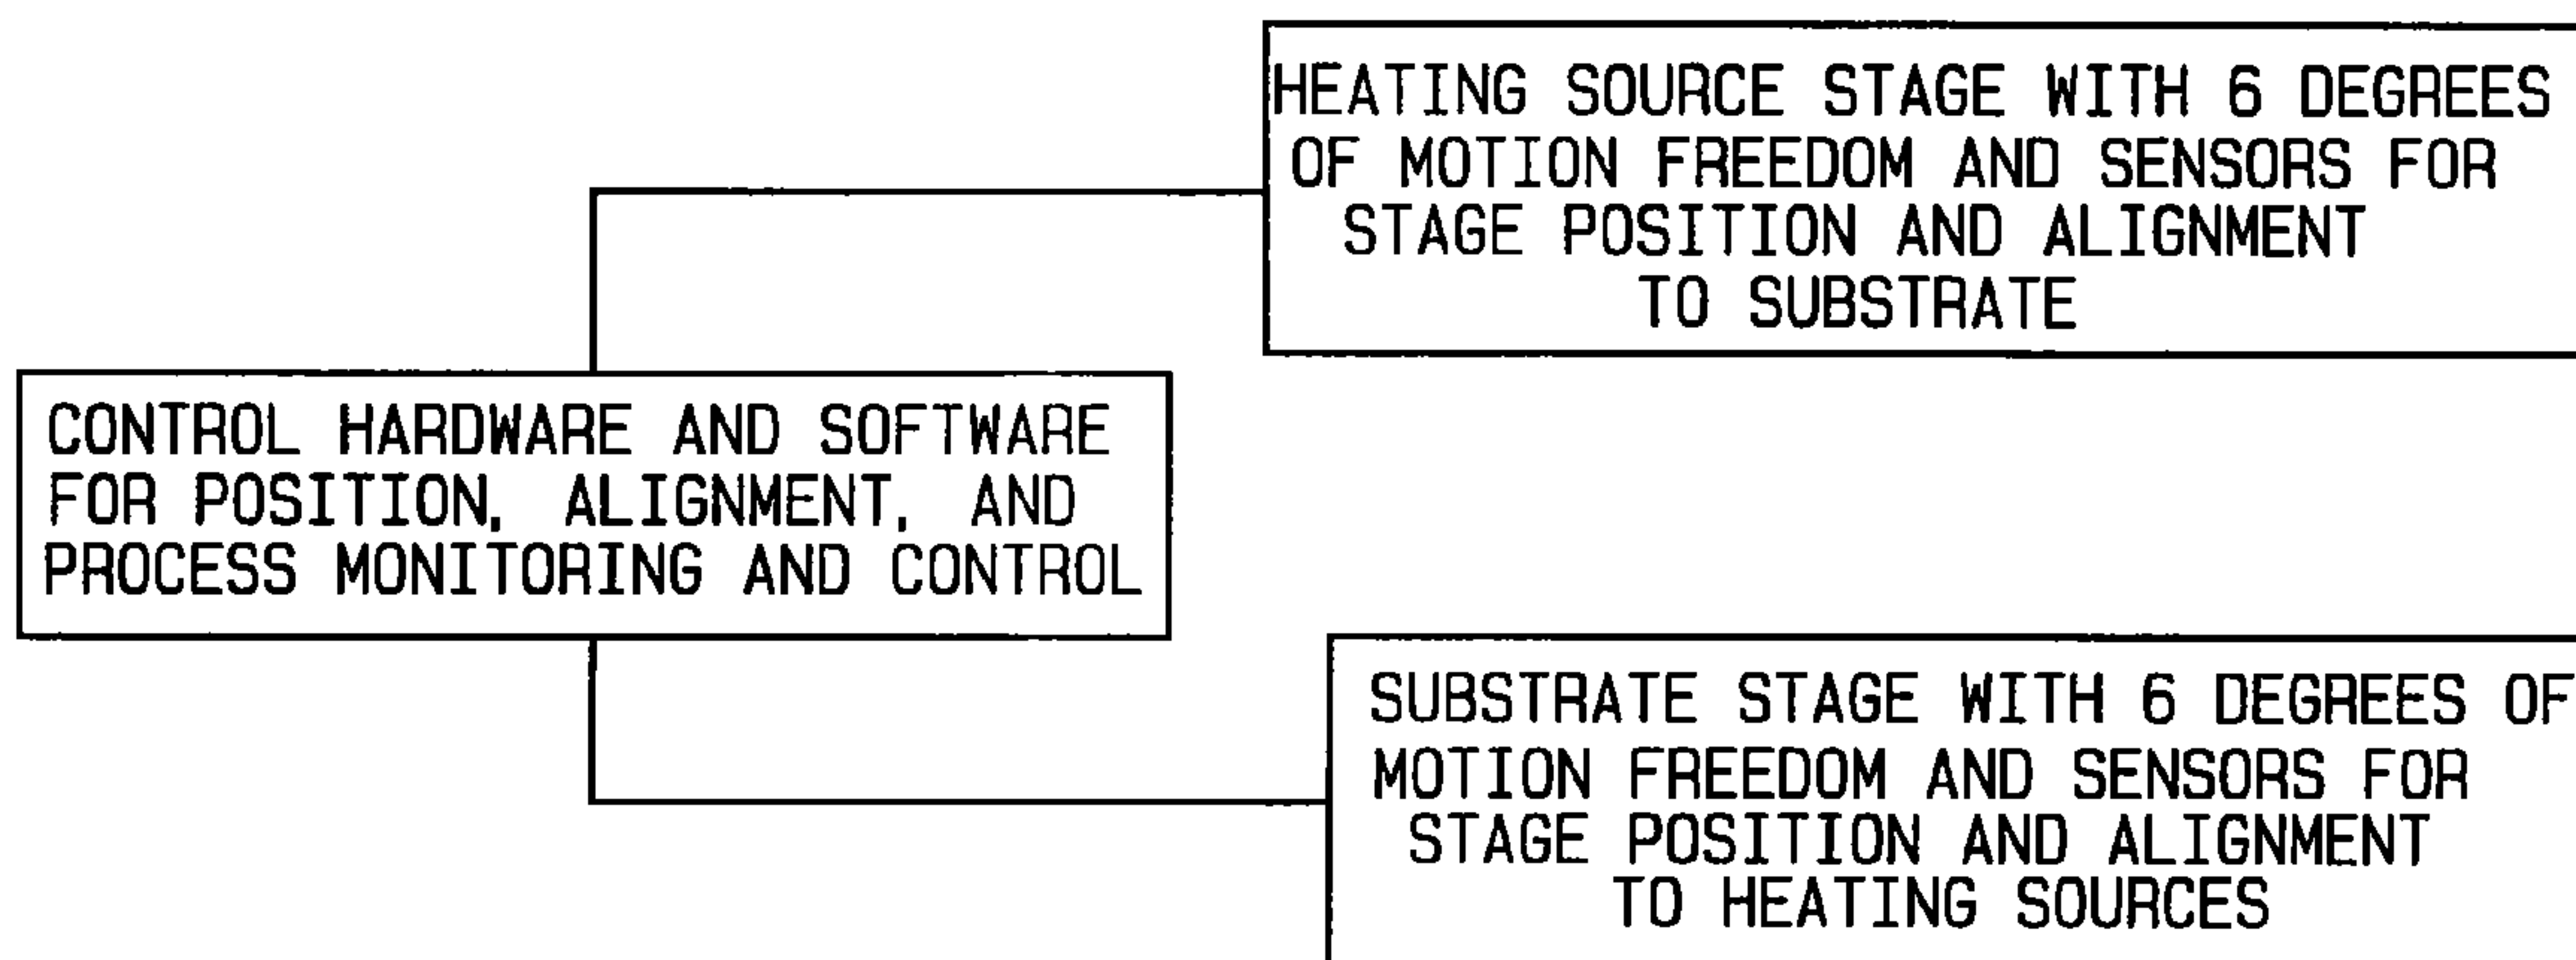 HEATING SOURCE STAGE WITH 6 DEGREES
OF MOTION FREEDOM AND SENSORS FOR
STAGE POSITION AND ALIGNMENT
TO SUBSTRATE
CONTROL HARDWARE AND SOFTWARE
FOR POSITION, ALIGNMENT, AND
PROCESS MONITORING AND CONTROL
SUBSTRATE STAGE WITH 6 DEGREES OF
MOTION FREEDOM AND SENSORS FOR
STAGE POSITION AND ALIGNMENT
TO HEATING SOURCES